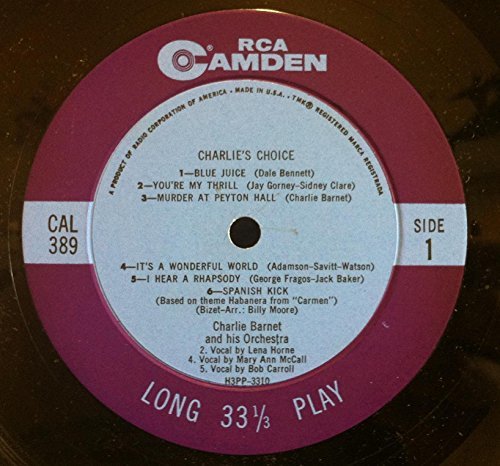 RCA
CAMDEN
A PRODUCT OF RADIO CORPORATION OF AMERICA - MADE IN U.S.A. - TMK® REGISTERED MARCA REGISTRADA
CHARLIE'S CHOICE
1—BLUE JUICE (Dale Bennett)
2—YOU'RE MY THRILL (Jay Gorney-Sidney Clare)
3—MURDER AT PEYTON HALL (Charlie Barnet)
CAL
389
SIDE
1
4—IT'S A WONDERFUL WORLD (Adamson-Savitt-Watson)
5—I HEAR A RHAPSODY (George Fragos-Jack Baker)
6—SPANISH KICK
(Based on theme Habanera from "Carmen")
(Bizet-Arr.: Billy Moore)
Charlie Barnet
and his Orchestra
2. Vocal by Lena Horne
4. Vocal by Mary Ann McCall
5. Vocal by Bob Carroll
H3PP-3310
LONG 33⅓ PLAY